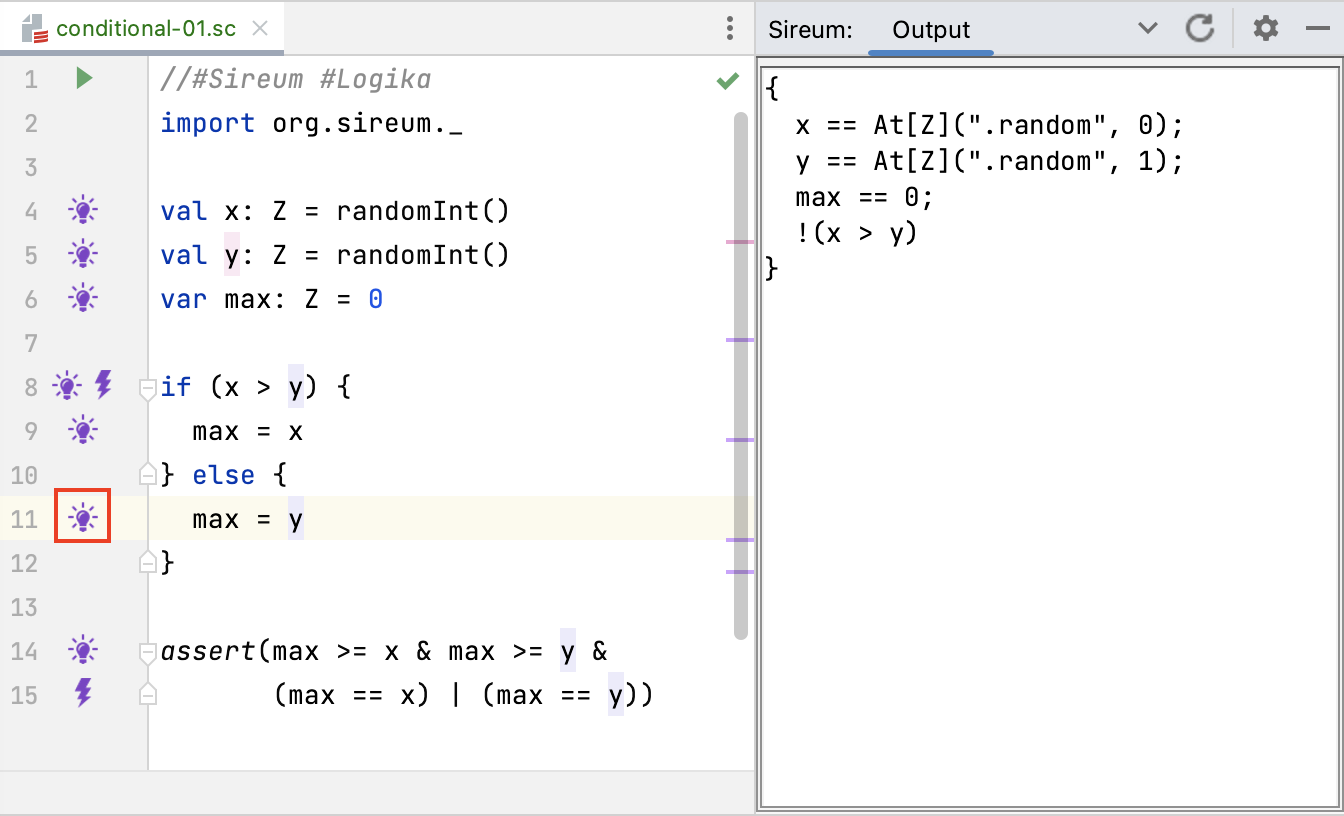 conditional-01.sc
Sireum: Output
1 //#Sireum #Logika
2 import org.sireum._
3
4 val x: Z = randomInt()
5 val y: Z = randomInt()
6 var max: Z = 0
7
8 if (x > y) {
9   max = x
10 } else {
11   max = y
12 }
13
14 assert(max >= x & max >= y &
15        (max == x) | (max == y))
{
  x == At[Z](".random", 0);
  y == At[Z](".random", 1);
  max == 0;
  !(x > y)
}